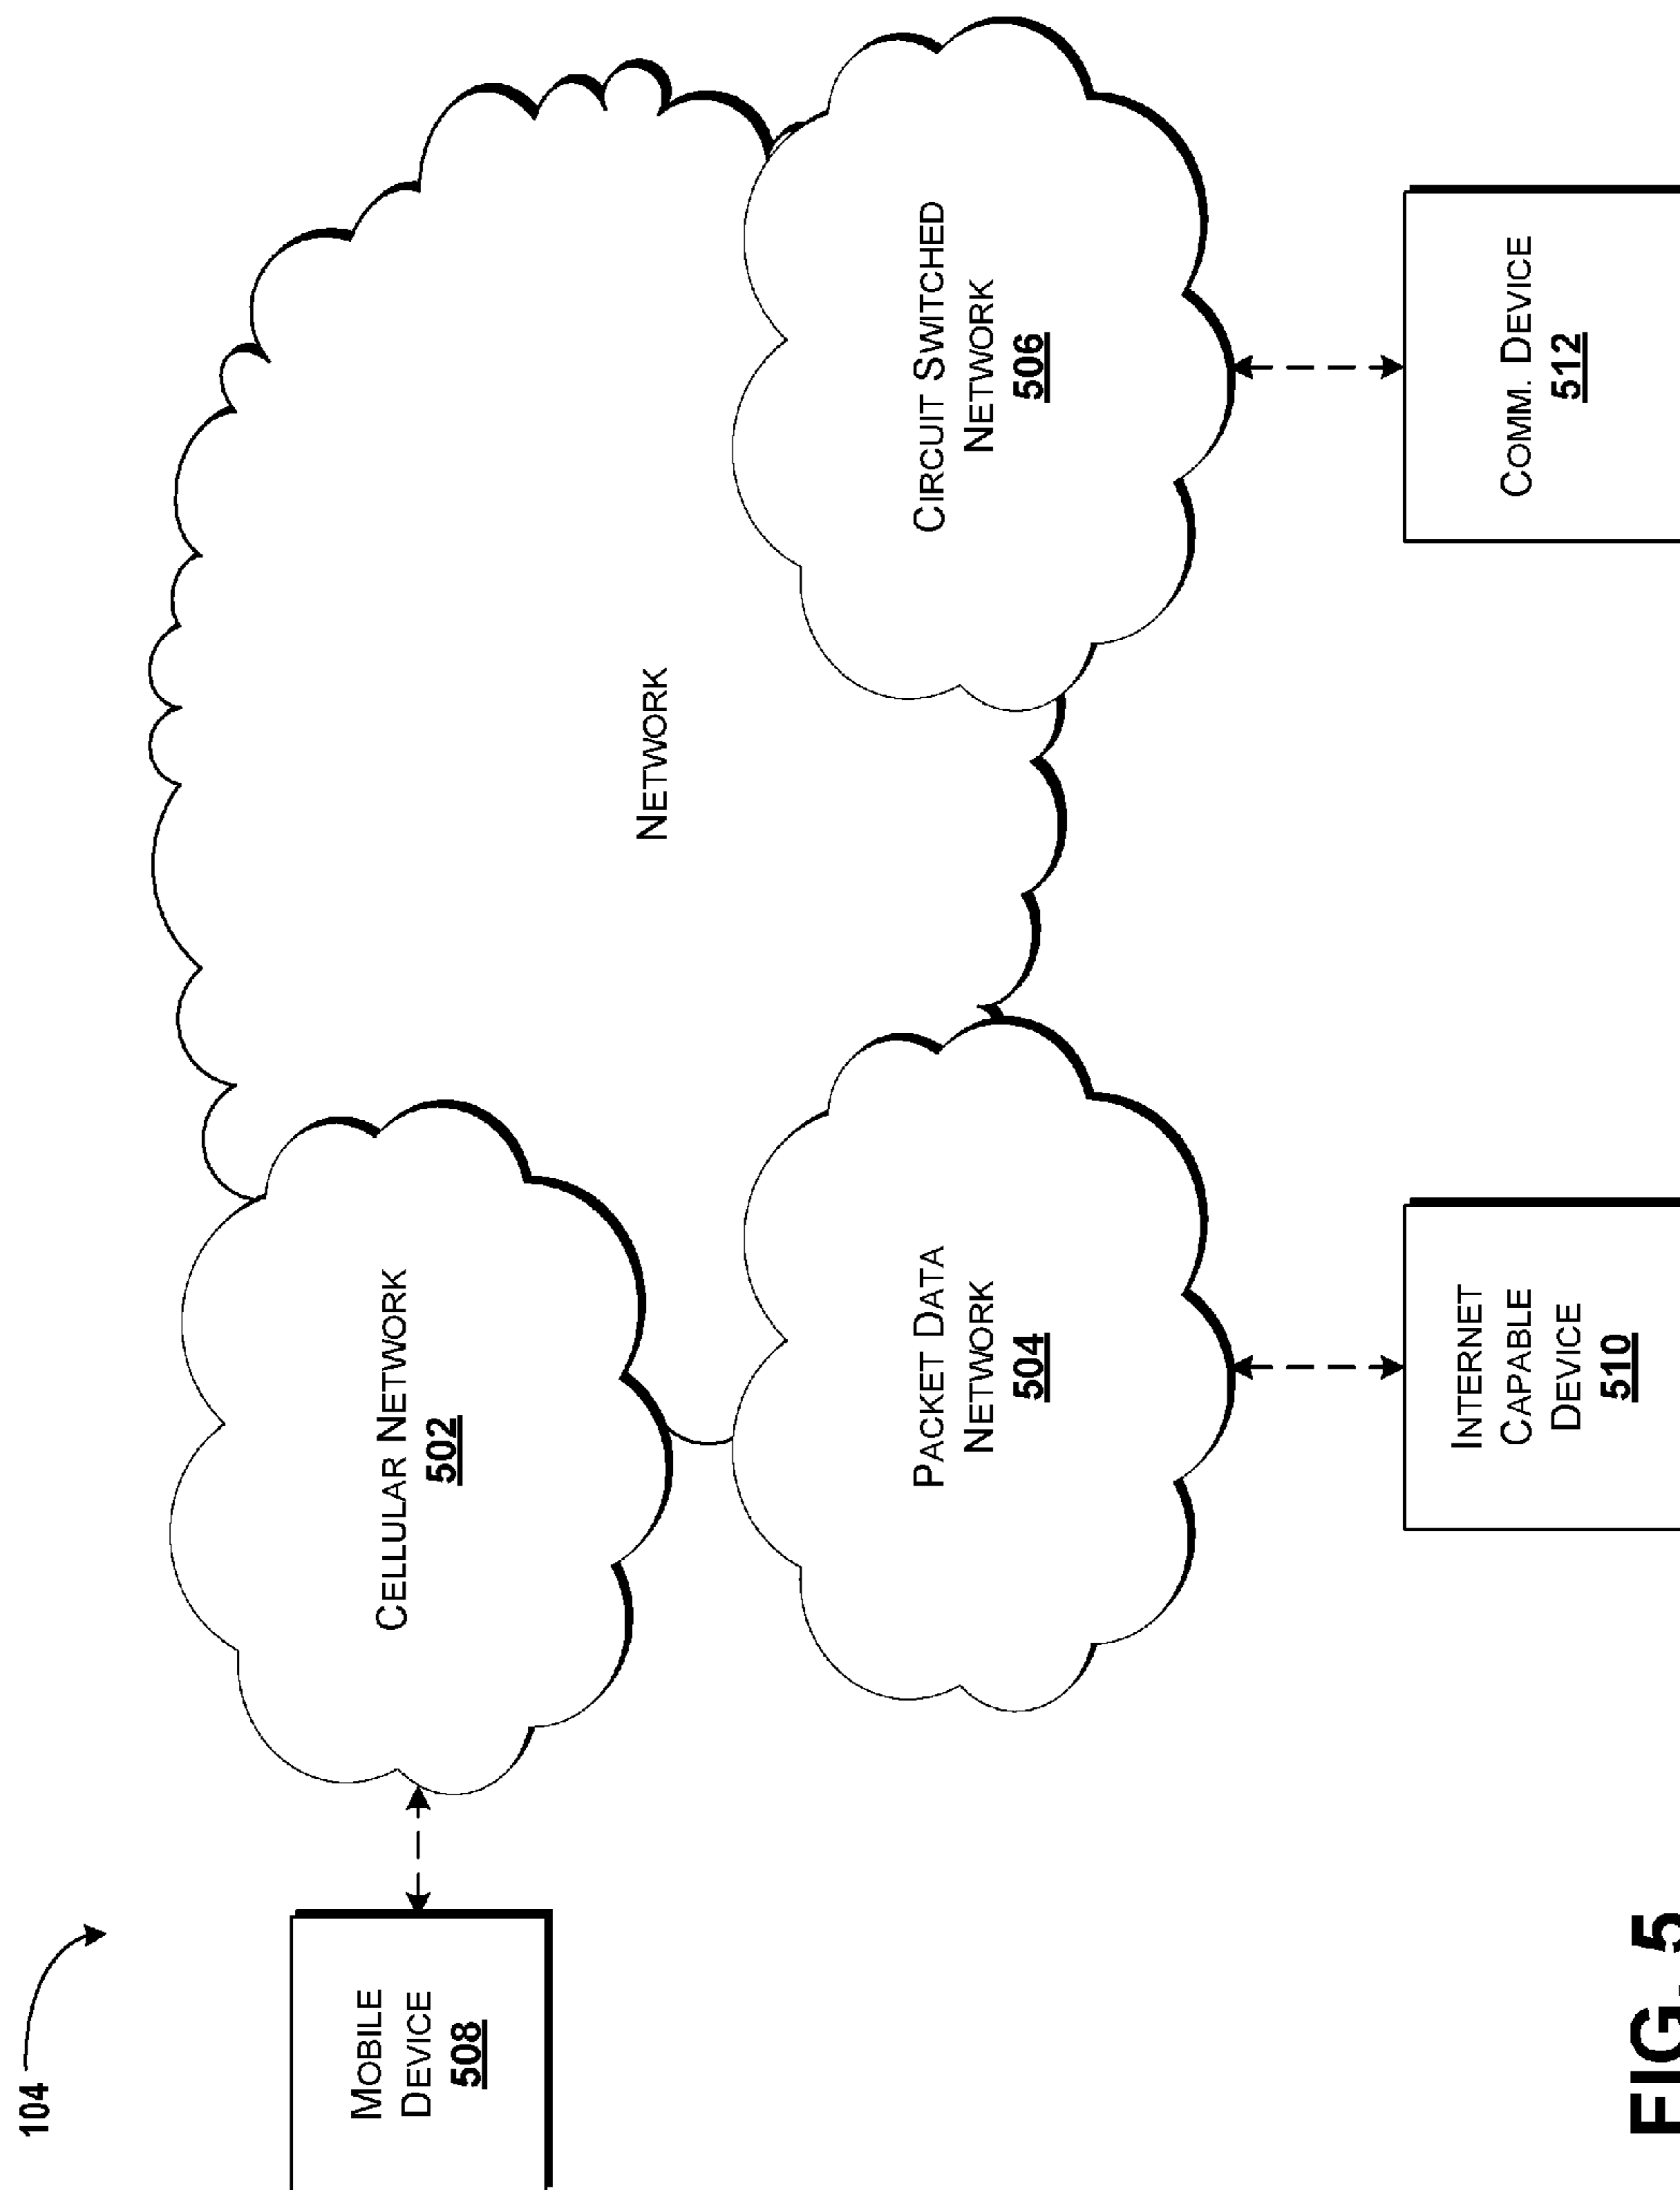 104
MOBILE
DEVICE
508
CELLULAR NETWORK
502
NETWORK
PACKET DATA
NETWORK
504
CIRCUIT SWITCHED
NETWORK
506
INTERNET
CAPABLE
DEVICE
510
COMM. DEVICE
512
FIG. 5